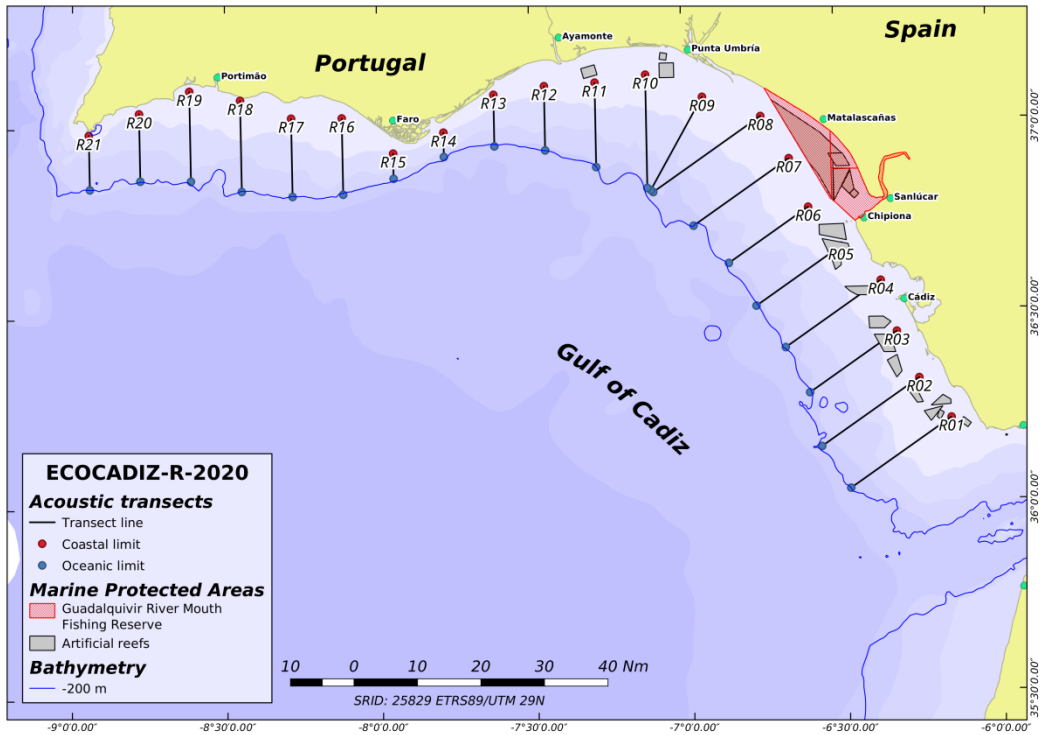 Spain
Portugal
Ayamonte
Punta Umbría
Portimão
Matalascañas
Faro
Sanlúcar
Chipiona
Cádiz
R21
R20
R19
R18
R17
R16
R15
R14
R13
R12
R11
R10
R09
R08
R07
R06
R05
R04
R03
R02
R01
Gulf of Cadiz
ECOCADIZ-R-2020
Acoustic transects
Transect line
Coastal limit
Oceanic limit
Marine Protected Areas
Guadalquivir River Mouth
Fishing Reserve
Artificial reefs
Bathymetry
-200 m
10 0 10 20 30 40 Nm
SRID: 25829 ETRS89/UTM 29N
37°0'0.00"
36°30'0.00"
36°0'0.00"
35°30'0.00"
-9°0'0.00"
-8°30'0.00"
-8°0'0.00"
-7°30'0.00"
-7°0'0.00"
-6°30'0.00"
-6°0'0.00"